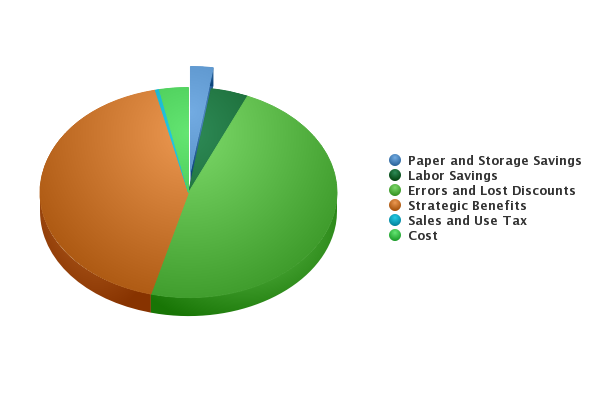 Paper and Storage Savings
Labor Savings
Errors and Lost Discounts
Strategic Benefits
Sales and Use Tax
Cost